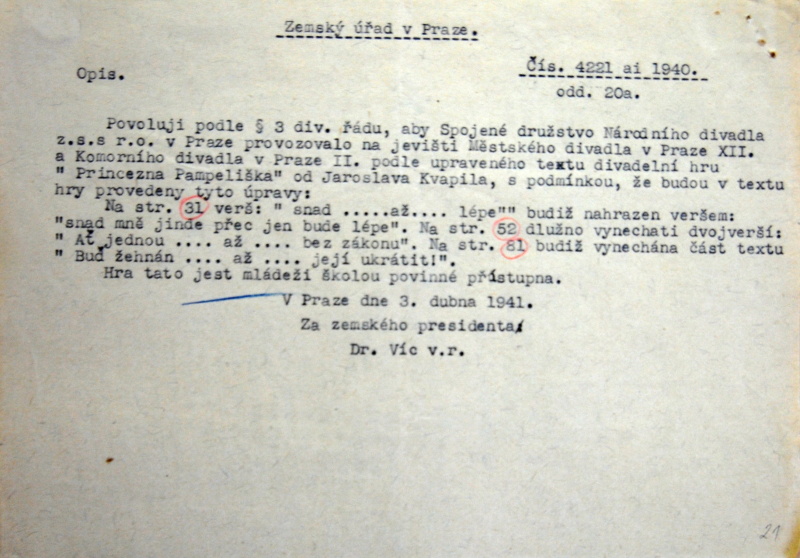 Zemský úřad v Praze.
Opis.
Čís. 4221 ai 1940.
odd. 20a.
Povoluji podle § 3 div. řádu, aby Spojené družstvo Národního divadla
z.s.s r.o. v Praze provozovalo na jevišti Městského divadla v Praze XII.
a Komorního divadla v Praze II. podle upraveného textu divadelní hru
" Princezna Pampeliška" od Jaroslava Kvapila, s podmínkou, že budou v textu
hry provedeny tyto úpravy:
Na str. 31 verš: " snad .....až.... lépe"" budiž nahrazen veršem:
"snad mně jinde přec jen bude lépe". Na str. 52 dlužno vynechati dvojverší:
" Ať jednou .... až .... bez zákonu". Na str. 81 budiž vynechána část textu
" Buď žehnán .... až .... její ukrátit!".
Hra tato jest mládeži školou povinné přístupna.
V Praze dne 3. dubna 1941.
Za zemského presidenta
Dr. Víc v.r.
21